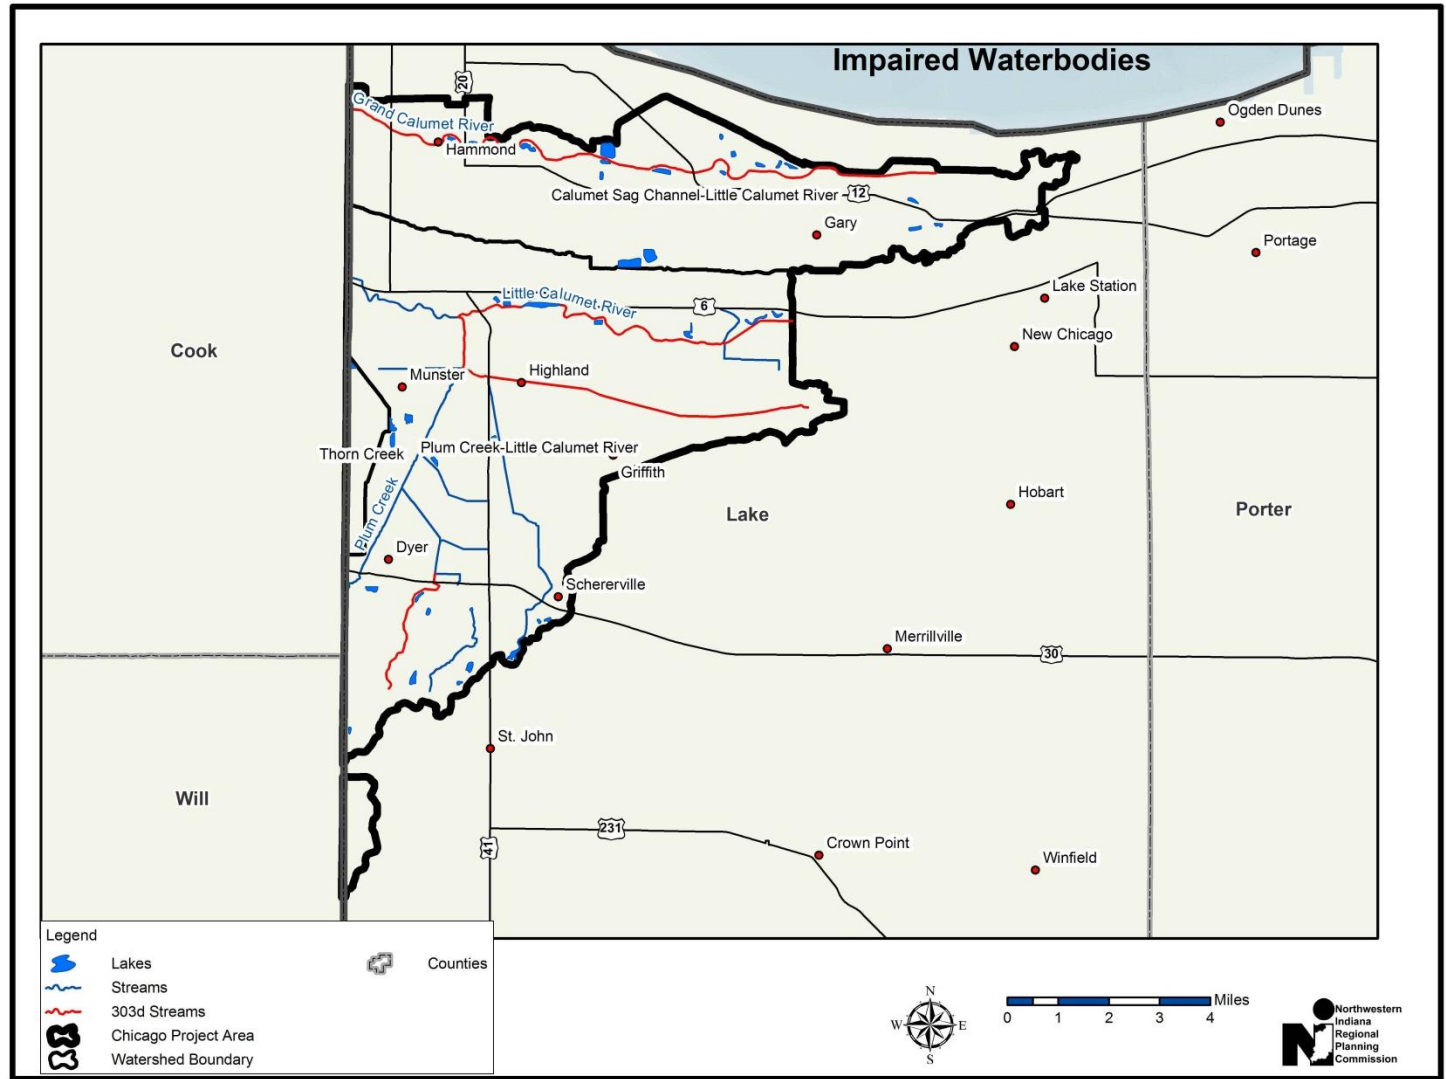 Impaired Waterbodies
20
Grand Calumet River
Hammond
Ogden Dunes
Calumet Sag Channel-Little Calumet River
12
Gary
Portage
Little Calumet River
6
Lake Station
New Chicago
Cook
Munster
Highland
Thorn Creek
Plum Creek-Little Calumet River
Griffith
Plum Creek
Hobart
Lake
Porter
Dyer
Schererville
Merrillville
30
St. John
Will
231
41
Crown Point
Winfield
Legend
Lakes
Counties
Streams
303d Streams
Chicago Project Area
Watershed Boundary
N
W
E
S
Miles
0 1 2 3 4
Northwestern
Indiana
Regional
Planning
Commission